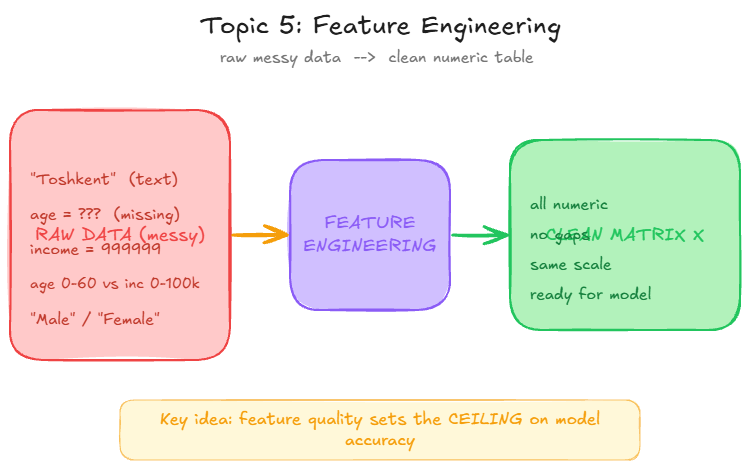 Topic 5: Feature Engineering
raw messy data --> clean numeric table
"Toshkent" (text)
age = ??? (missing)
RAW DATA (messy)
income = 999999
age 0-60 vs inc 0-100k
"Male" / "Female"
FEATURE
ENGINEERING
all numeric
no gaps
CLEAN MATRIX X
same scale
ready for model
Key idea: feature quality sets the CEILING on model
accuracy